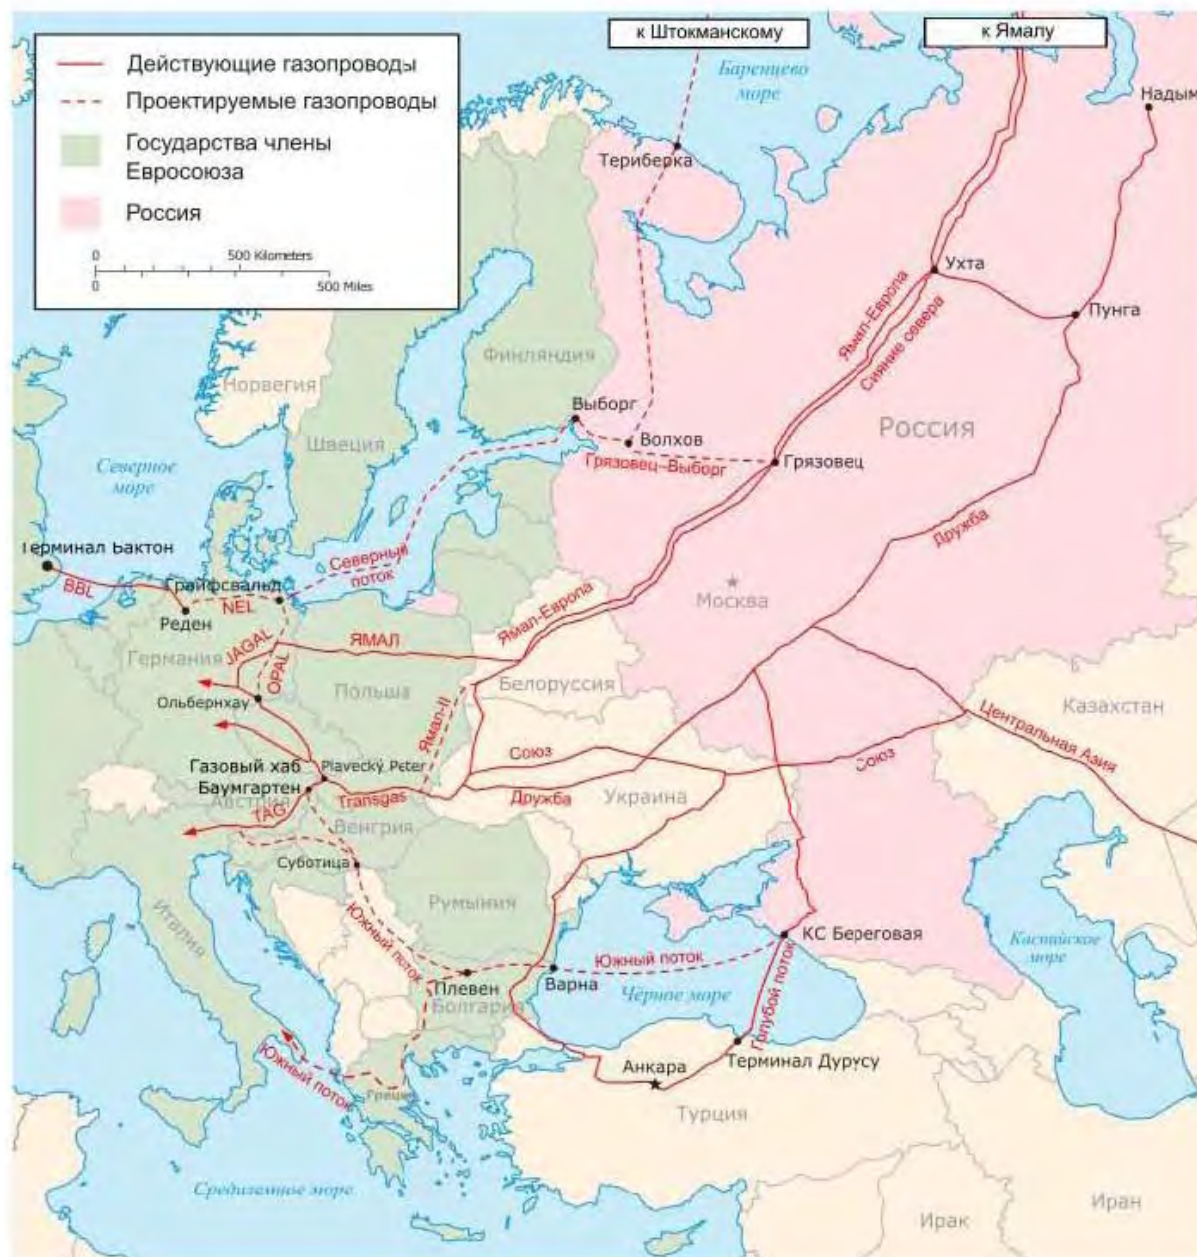 к Штокманскому
к Ямалу
Действующие газопроводы
Проектируемые газопроводы
Государства члены
Евросоюза
Россия
0
500 Kilometers
0
500 Miles
Баренцево
море
Надым
Териберка
Ухта
Пунга
Ямал-Европа
Сияние севера
Финляндия
Норвегия
Швеция
Выборг
Волхов
Грязовец-Выборг
Грязовец
Россия
Северное
море
Дружба
Терминал Бактон
BBL
Грайфсвальд
Северный
поток
NEL
Реден
Москва
Ямал-Европа
JAGAL
ЯМАЛ
Германия
OPAL
Польша
Белоруссия
Ольбернхау
Ямал-II
Казахстан
Центральная Азия
Союз
Союз
Газовый хаб
Баумгартен
Plavecký Peter
Австрия
Transgas
Дружба
Украина
TAG
Венгрия
Суботица
Румыния
Италия
Южный поток
КС Береговая
Каспийское
море
Южный поток
Плевен
Варна
Болгария
Чёрное море
Голубой поток
Южный поток
Анкара
Терминал Дурусу
Греция
Турция
Средиземное море
Ирак
Иран